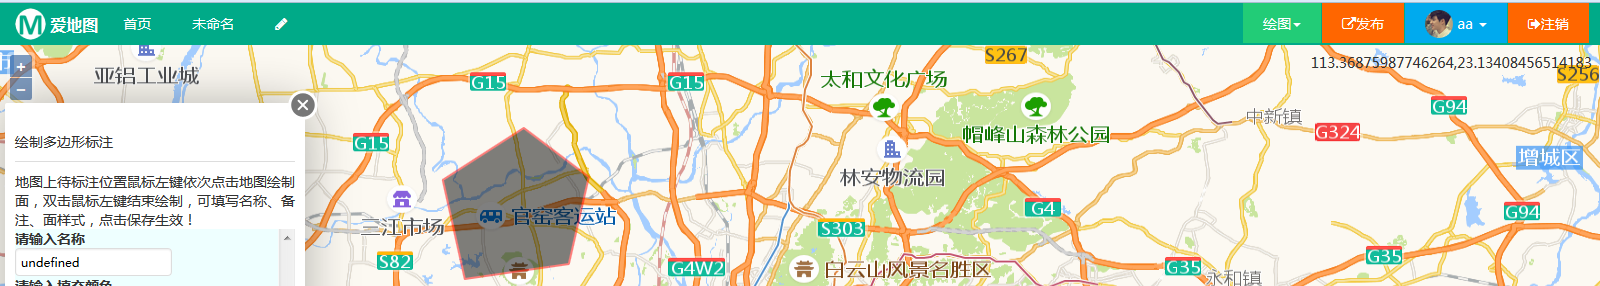 爱地图
首页
未命名
绘图
发布
aa
注销
113.36875987746264,23.13408456514183
亚铝工业城
G15
G15
太和文化广场
S267
S256
G94
中新镇
G324
帽峰山森林公园
增城区
G15
林安物流园
官窑客运站
三江市场
S303
G4
G94
S82
G4W2
白云山风景名胜区
G35
G35
永和镇
绘制多边形标注
地图上待标注位置鼠标左键依次点击地图绘制
面，双击鼠标左键结束绘制，可填写名称、备
注、面样式，点击保存生效！
请输入名称
undefined
请输入填充颜色